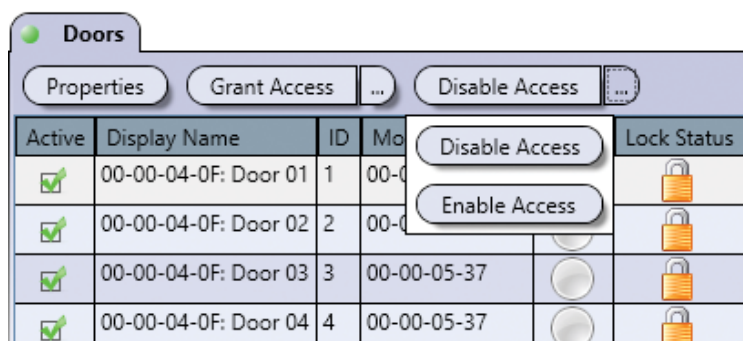 Doors
Properties Grant Access ... Disable Access ...
Active Display Name ID Mo Lock Status
Disable Access
00-00-04-0F: Door 01 1 00-0
Enable Access
00-00-04-0F: Door 02 2 00-0
00-00-04-0F: Door 03 3 00-00-05-37
00-00-04-0F: Door 04 4 00-00-05-37